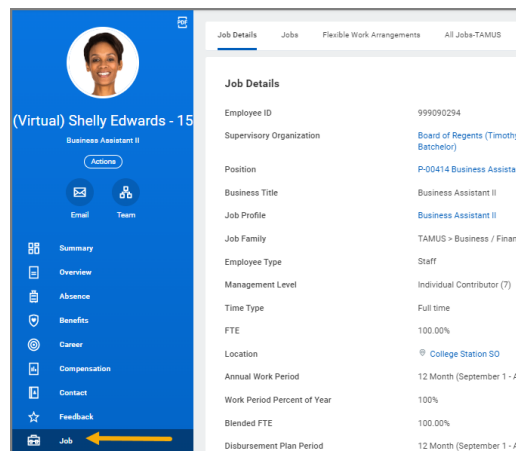 (Virtual) Shelly Edwards - 15
Business Assistant II
Actions
Email Team
Summary
Overview
Absence
Benefits
Career
Compensation
Contact
Feedback
Job
Job Details Jobs Flexible Work Arrangements All Jobs-TAMUS
Job Details
Employee ID 999090294
Supervisory Organization Board of Regents (Timothy
Batchelor)
Position P-00414 Business Assista
Business Title Business Assistant II
Job Profile Business Assistant II
Job Family TAMUS > Business / Finan
Employee Type Staff
Management Level Individual Contributor (7)
Time Type Full time
FTE 100.00%
Location College Station SO
Annual Work Period 12 Month (September 1 - A
Work Period Percent of Year 100%
Blended FTE 100.00%
Disbursement Plan Period 12 Month (September 1 - A